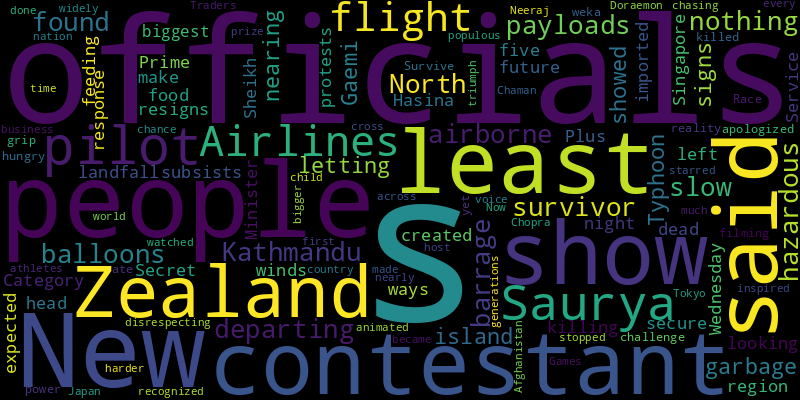 done widely Traders Neeraj weka Doraemon chasing every
nation found biggest flight payloads nothing
officials
populous prize Survive five killed
feeding response Prime make nearing protests Gaemi North Hasina future showed imported Singapore signs service
time food resigns Sheikh triumph Chaman Race
business chance cross reality apologized
grip pilot Airlines airborne Plus
hungry landfall subsists letting least Typhoon left hazardous
people Minister child bigger across voice yet starred slow said
world S Now survivor much
watched first created host Chopra night dead filming
balloons Kathmandu show
Category Secret winds country made nearly barrage generations Wednesday Tokyo inspired
athletes ate ways
head Zealand Saurya
expected disrespecting departing animated island killing secure looking
New contestant became stopped challenge
harder Afghanistan Games garbage
power Japan recognized region